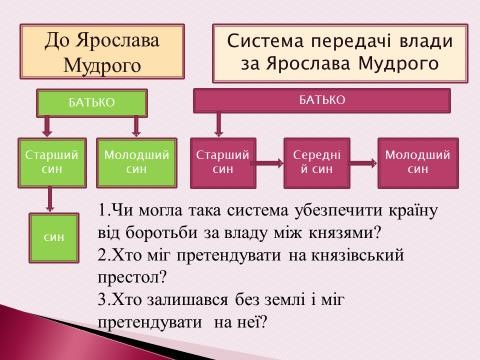 До Ярослава
Мудрого
Система передачі влади
за Ярослава Мудрого
БАТЬКО
БАТЬКО
Старший
син
Молодший
син
Старший
син
Середні
й син
Молодший
син
син
1.Чи могла така система убезпечити країну
від боротьби за владу між князями?
2.Хто міг претендувати на князівський
престол?
3.Хто залишався без землі і міг
претендувати на неї?